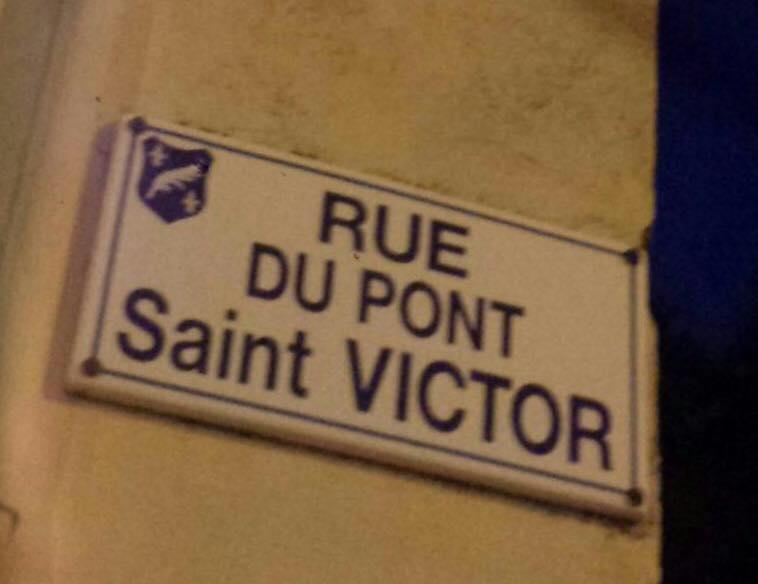 RUE
DU PONT
Saint VICTOR